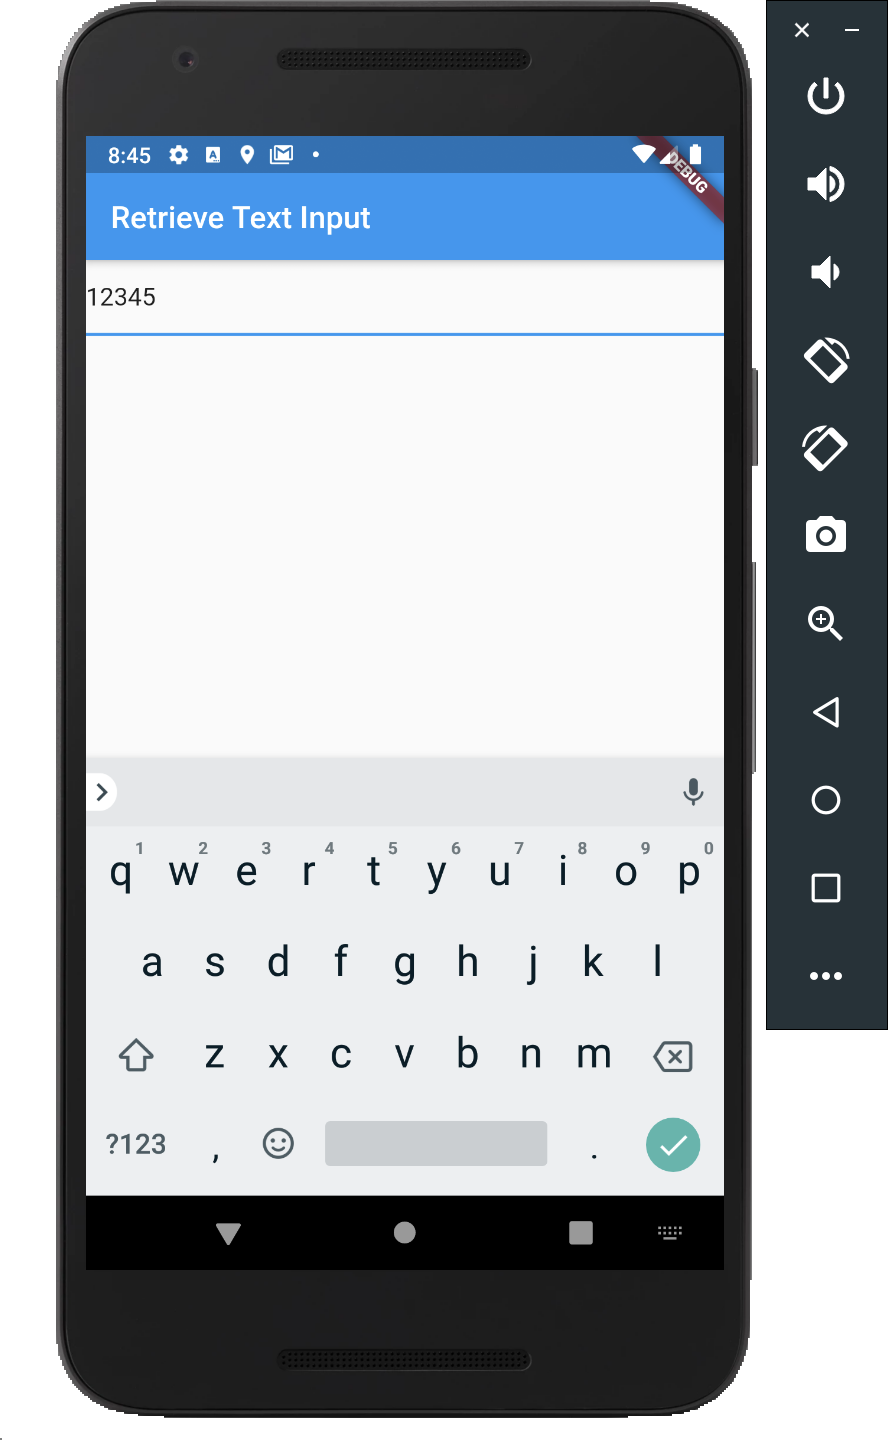 8:45
DEBUG
Retrieve Text Input
12345
1 2 3 4 5 6 7 8 9 0
q w e r t y u i o p
a s d f g h j k l
z x c v b n m
?123 , .